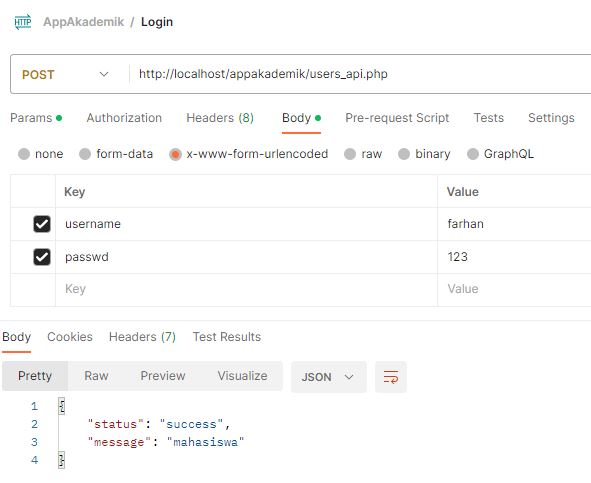 HTTP AppAkademik / Login
POST http://localhost/appakademik/users_api.php
Params Authorization Headers (8) Body Pre-request Script Tests Settings
none form-data x-www-form-urlencoded raw binary GraphQL
Key Value
username farhan
passwd 123
Key Value
Body Cookies Headers (7) Test Results
Pretty Raw Preview Visualize JSON
1 {
2 "status": "success",
3 "message": "mahasiswa"
4 }